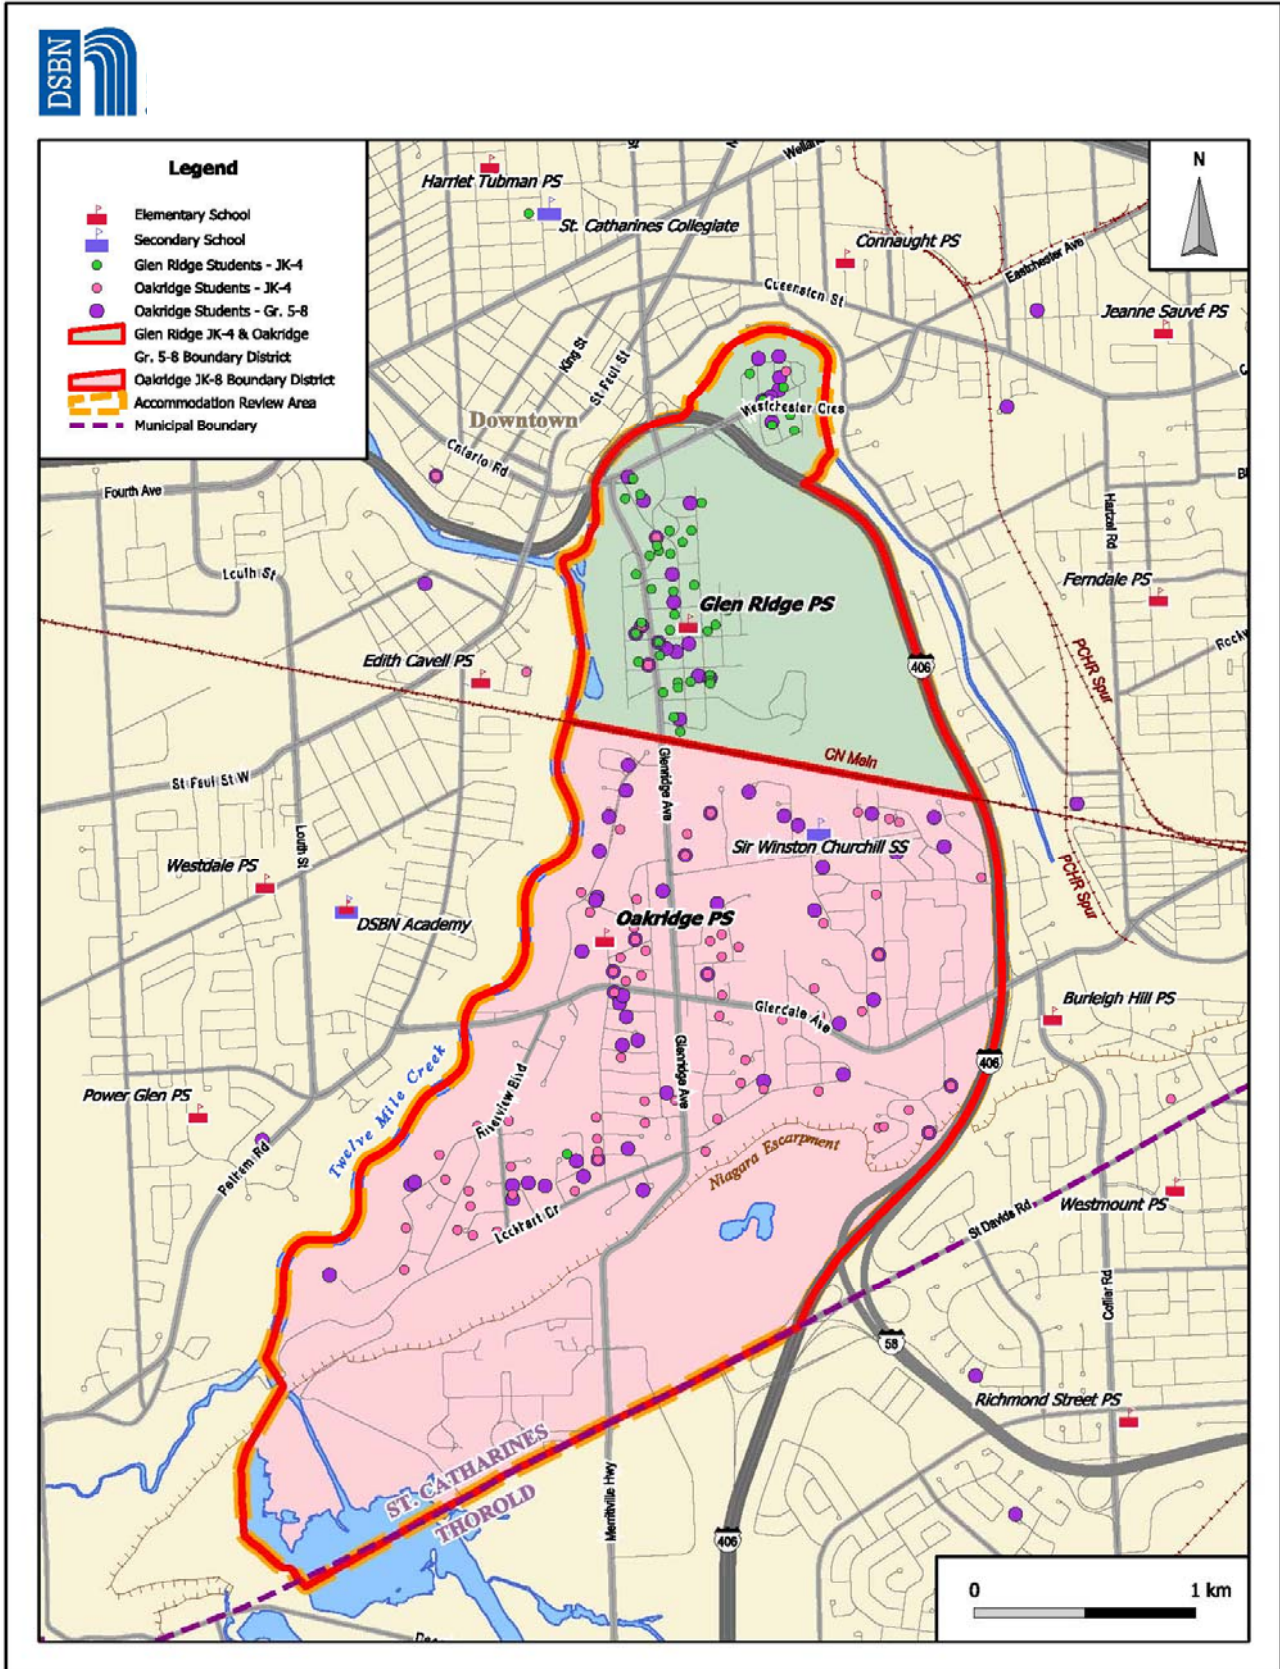 DSBN
Legend
Elementary School
Secondary School
Glen Ridge Students - JK-4
Oakridge Students - JK-4
Oakridge Students - Gr. 5-8
Glen Ridge JK-4 & Oakridge
Gr. 5-8 Boundary District
Oakridge JK-8 Boundary District
Accommodation Review Area
Municipal Boundary
N
Harriet Tubman PS
St. Catharines Collegiate
Connaught PS
Eastchester Ave
Queenston St
Jeanne Sauvé PS
King St
St Paul St
Westchester Cres
Downtown
Ontario Rd
Fourth Ave
Louth St
Hartzel Rd
Ferndale PS
Glen Ridge PS
Edith Cavell PS
406
PCHR Spur
CN Main
St Paul St W
Glenridge Ave
Louth St
Sir Winston Churchill SS
Westdale PS
PCHR Spur
DSBN Academy
Oakridge PS
Burleigh Hill PS
Glendale Ave
Glenridge Ave
406
Power Glen PS
Twelve Mile Creek
Riverview Blvd
Pelham Rd
Niagara Escarpment
Westmount PS
Lockhart Dr
St Davids Rd
Collier Rd
58
Richmond Street PS
ST. CATHARINES
THOROLD
Merrittville Hwy
406
0 1 km